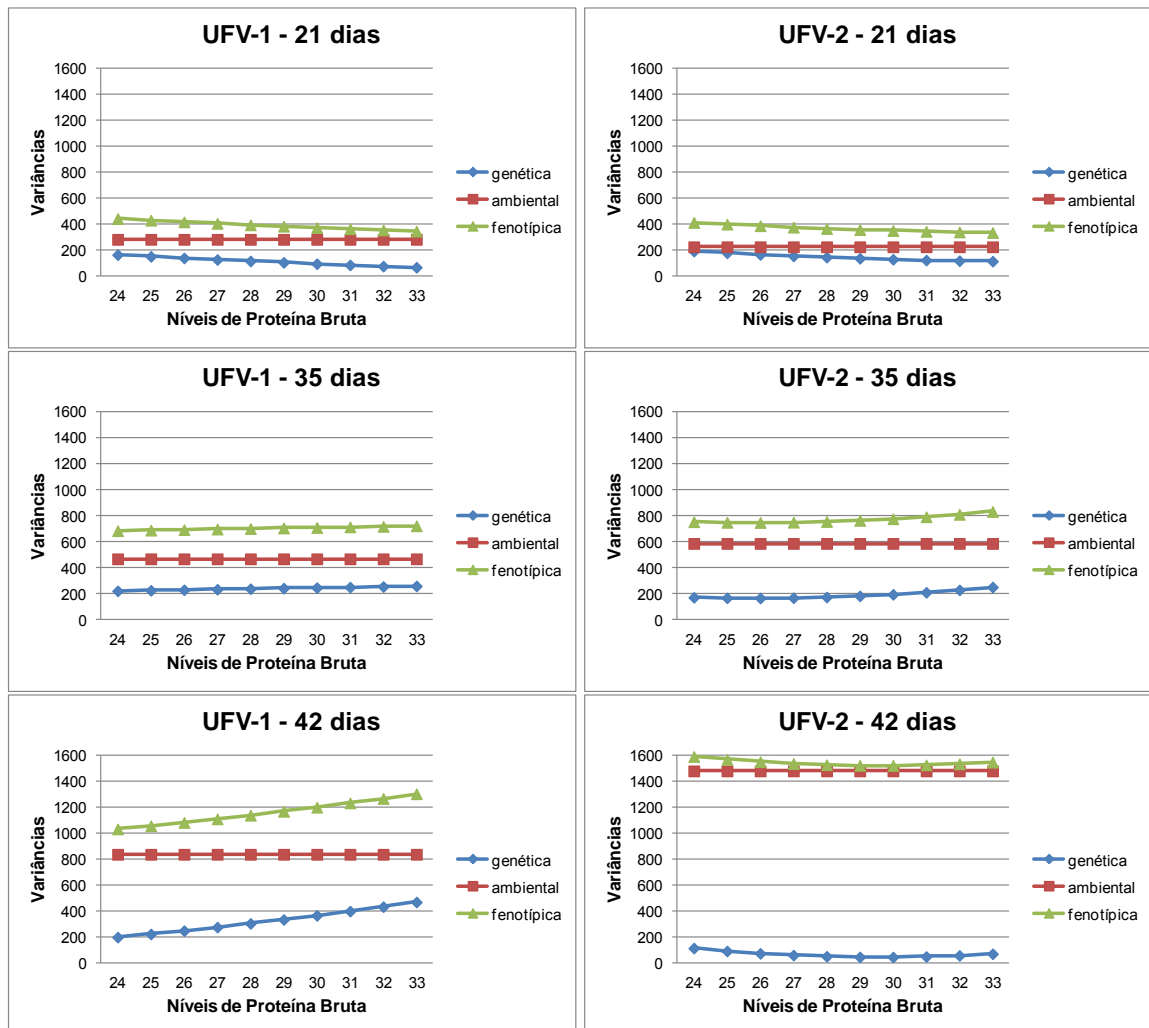 UFV-1 - 21 dias
1600
1400
1200
1000
800
600
400
200
0
Variâncias
24 25 26 27 28 29 30 31 32 33
Níveis de Proteína Bruta
genética
ambiental
fenotípica
UFV-2 - 21 dias
1600
1400
1200
1000
800
600
400
200
0
Variâncias
24 25 26 27 28 29 30 31 32 33
Níveis de Proteína Bruta
genética
ambiental
fenotípica
UFV-1 - 35 dias
1600
1400
1200
1000
800
600
400
200
0
Variâncias
24 25 26 27 28 29 30 31 32 33
Níveis de Proteína Bruta
genética
ambiental
fenotípica
UFV-2 - 35 dias
1600
1400
1200
1000
800
600
400
200
0
Variâncias
24 25 26 27 28 29 30 31 32 33
Níveis de Proteína Bruta
genética
ambiental
fenotípica
UFV-1 - 42 dias
1600
1400
1200
1000
800
600
400
200
0
Variâncias
24 25 26 27 28 29 30 31 32 33
Níveis de Proteína Bruta
genética
ambiental
fenotípica
UFV-2 - 42 dias
1600
1400
1200
1000
800
600
400
200
0
Variâncias
24 25 26 27 28 29 30 31 32 33
Níveis de Proteína Bruta
genética
ambiental
fenotípica